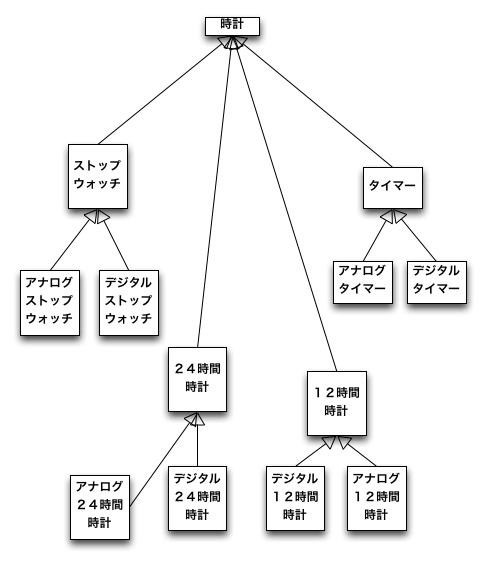 時計
ストップ
ウォッチ
タイマー
アナログ
ストップ
ウォッチ
デジタル
ストップ
ウォッチ
アナログ
タイマー
デジタル
タイマー
２４時間
時計
１２時間
時計
アナログ
２４時間
時計
デジタル
２４時間
時計
デジタル
１２時間
時計
アナログ
１２時間
時計